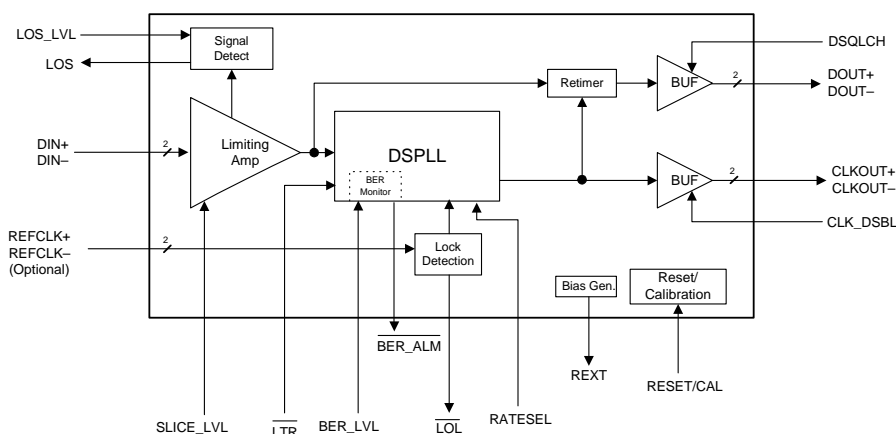 LOS_LVL
LOS
Signal
Detect
DSQLCH
Retimer
BUF
2
DOUT+
DOUT–
DIN+
DIN–
2
Limiting
Amp
DSPLL
BER
Monitor
BUF
2
CLKOUT+
CLKOUT–
CLK_DSBL
REFCLK+
REFCLK–
(Optional)
2
Lock
Detection
Bias Gen.
Reset/
Calibration
BER_ALM
REXT
RESET/CAL
SLICE_LVL
LTR
BER_LVL
LOL
RATESEL